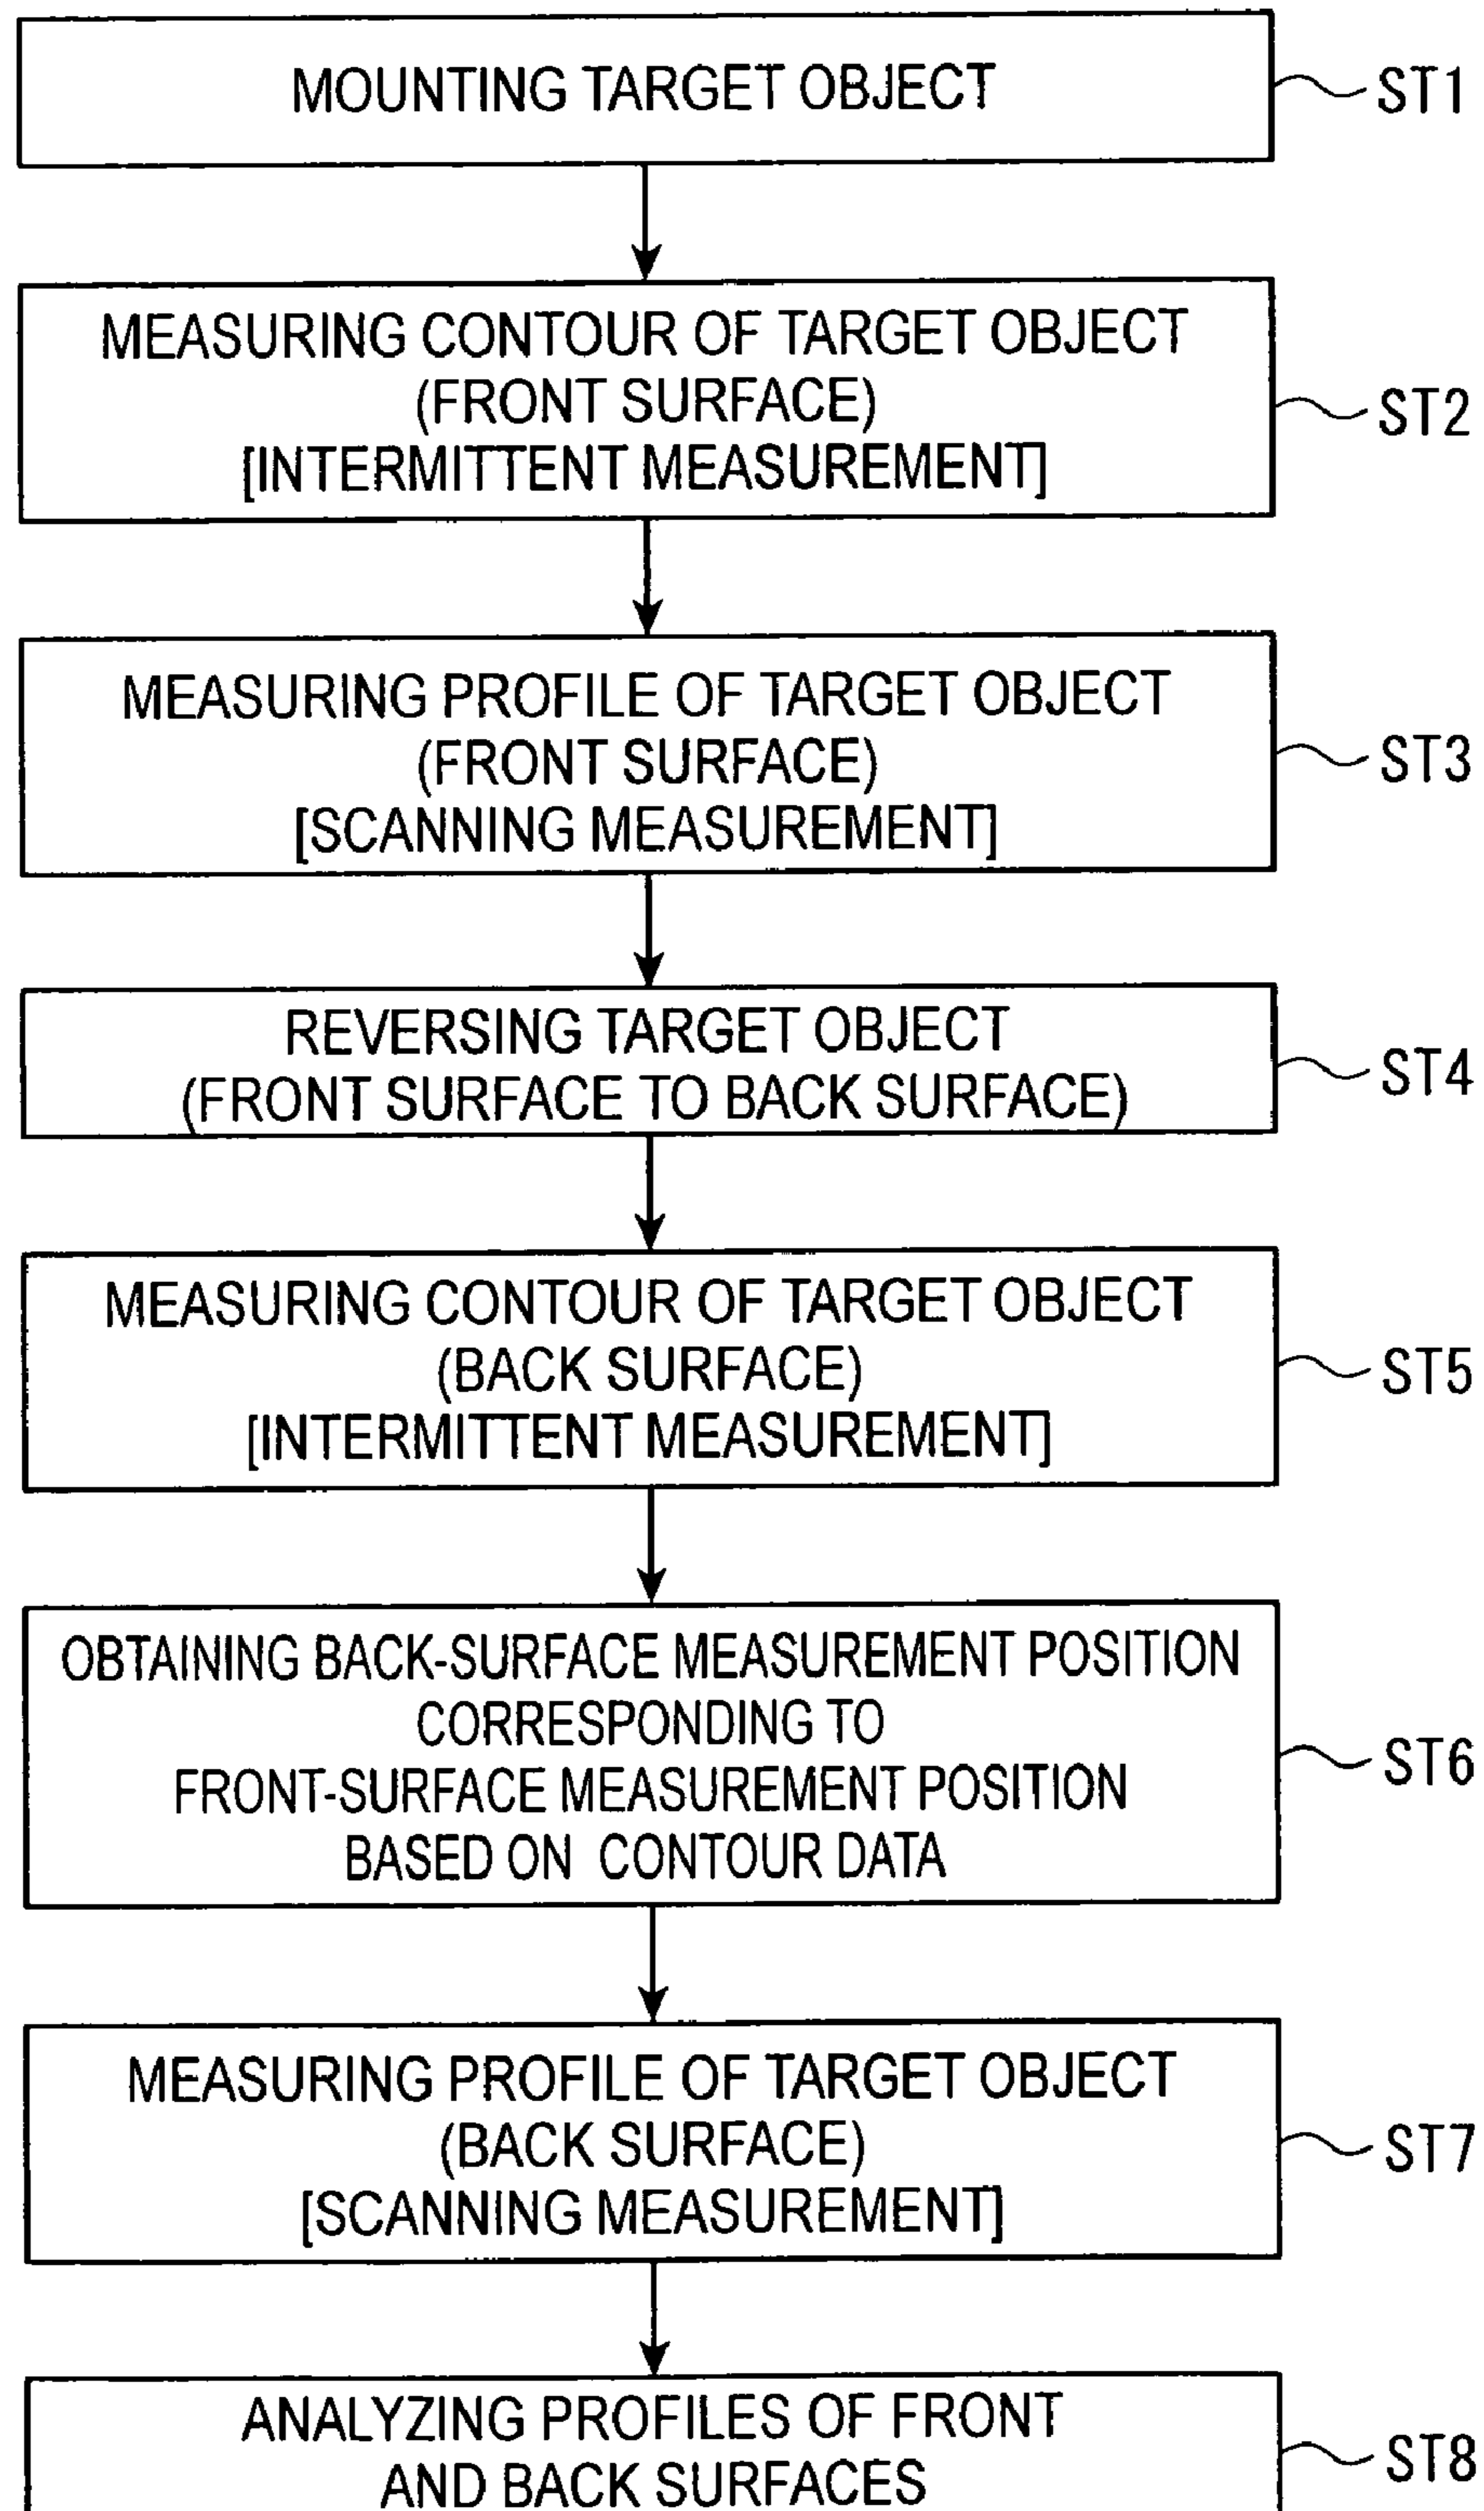 MOUNTING TARGET OBJECT
ST1
MEASURING CONTOUR OF TARGET OBJECT
(FRONT SURFACE)
[INTERMITTENT MEASUREMENT]
ST2
MEASURING PROFILE OF TARGET OBJECT
(FRONT SURFACE)
[SCANNING MEASUREMENT]
ST3
REVERSING TARGET OBJECT
(FRONT SURFACE TO BACK SURFACE)
ST4
MEASURING CONTOUR OF TARGET OBJECT
(BACK SURFACE)
[INTERMITTENT MEASUREMENT]
ST5
OBTAINING BACK-SURFACE MEASUREMENT POSITION
CORRESPONDING TO
FRONT-SURFACE MEASUREMENT POSITION
BASED ON CONTOUR DATA
ST6
MEASURING PROFILE OF TARGET OBJECT
(BACK SURFACE)
[SCANNING MEASUREMENT]
ST7
ANALYZING PROFILES OF FRONT
AND BACK SURFACES
ST8